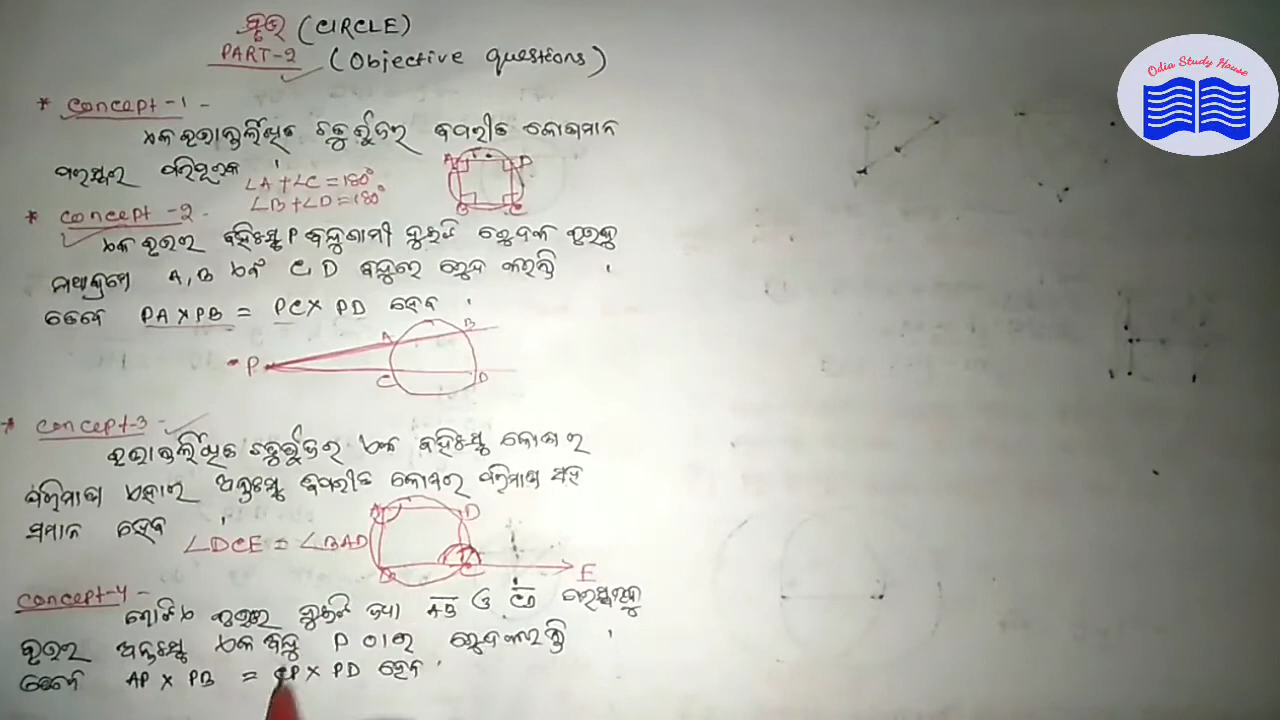 ବୃତ୍ତ (CIRCLE)
PART-2 (Objective questions)
Odia Study House
* Concept-1 -
ଏକ ବୃତ୍ତାନ୍ତର୍ଲିଖିତ ଚତୁର୍ଭୁଜର ବିପରୀତ କୋଣମାନ
ପରସ୍ପର ପରିପୂରକ ।
∠A+∠C=180°
∠B+∠D=180°
A D
B C
* Concept-2 -
ଏକ ବୃତ୍ତର ବହିଃସ୍ଥ P ବିନ୍ଦୁଗାମୀ ଦୁଇଟି ଛେଦକ ବୃତ୍ତକୁ
ଯଥାକ୍ରମେ A, B ଏବଂ C, D ବିନ୍ଦୁରେ ଛେଦ କରନ୍ତି ।
ତେବେ PA × PB = PC × PD ହେବ ।
A B
P
C D
* Concept-3 -
ବୃତ୍ତାନ୍ତର୍ଲିଖିତ ଚତୁର୍ଭୁଜର ଏକ ବହିଃସ୍ଥ କୋଣର
ପରିମାଣ ଏହାର ଅନ୍ତଃସ୍ଥ ବିପରୀତ କୋଣର ପରିମାଣ ସହ
ସମାନ ହେବ ।
∠DCE = ∠BAD
A D
B C E
Concept-4 -
ଗୋଟିଏ ବୃତ୍ତର ଦୁଇଟି ଜ୍ୟା AB ଓ CD ପରସ୍ପରକୁ
ବୃତ୍ତର ଅନ୍ତଃସ୍ଥ ଏକ ବିନ୍ଦୁ P ଠାରେ ଛେଦ କରନ୍ତି ।
ତେବେ AP × PB = CP × PD ହେବ ।